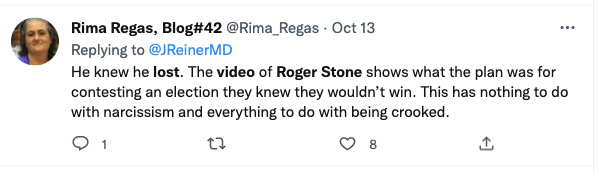 Rima Regas, Blog#42 @Rima_Regas · Oct 13
Replying to @JReinerMD
He knew he lost. The video of Roger Stone shows what the plan was for
contesting an election they knew they wouldn't win. This has nothing to do
with narcissism and everything to do with being crooked.
1 8